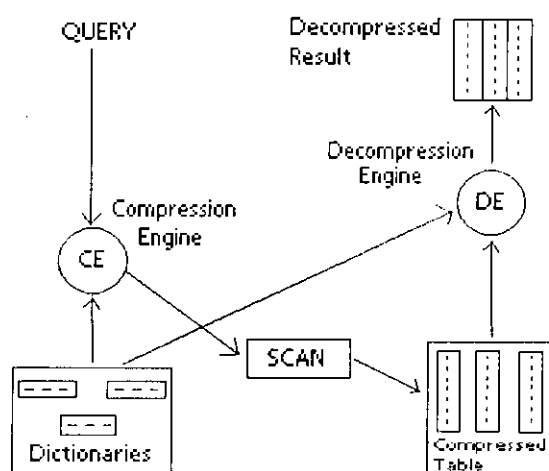 QUERY
Decompressed
Result
Decompression
Engine
DE
Compression
Engine
CE
SCAN
Dictionaries
Compressed
Table